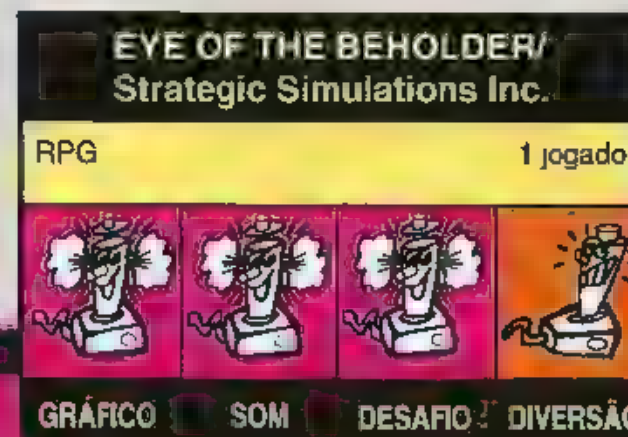 EYE OF THE BEHOLDER/
Strategic Simulations Inc.
RPG 1 jogado
GRÁFICO SOM DESAFIO DIVERSÃO